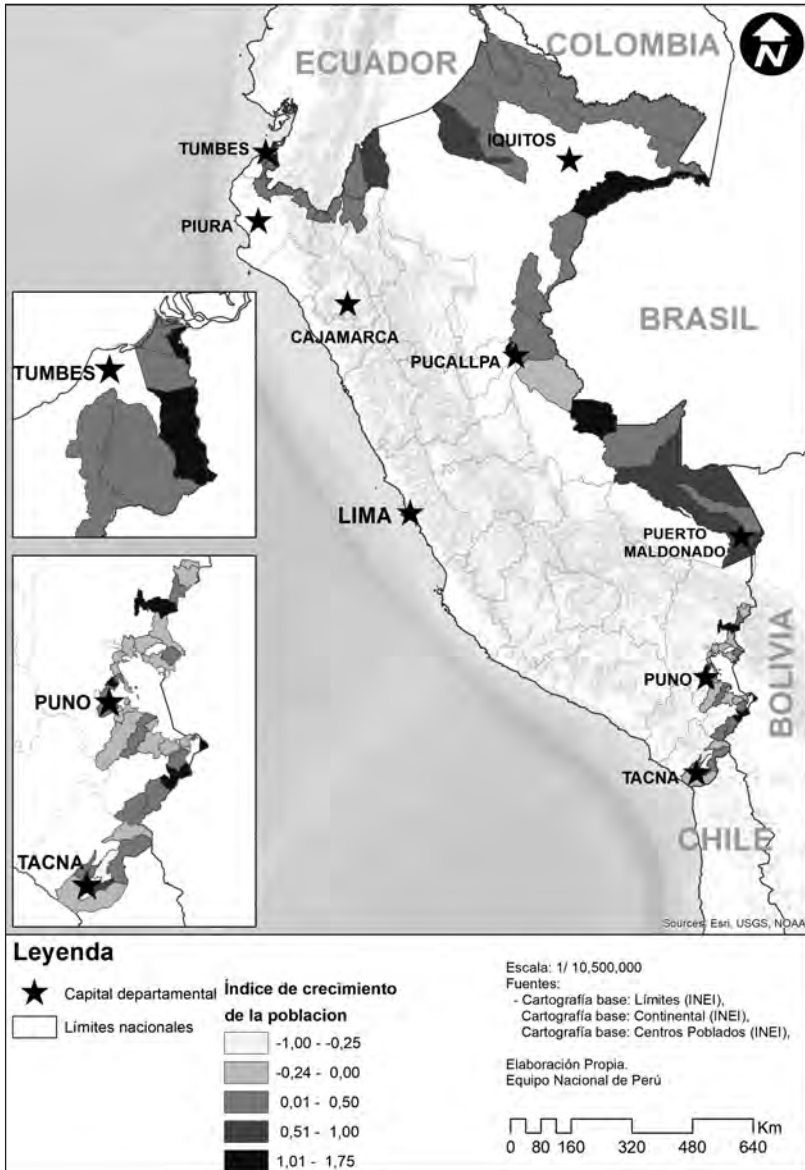 N
ECUADOR
COLOMBIA
TUMBES
IQUITOS
PIURA
CAJAMARCA
BRASIL
TUMBES
PUCALLPA
LIMA
PUERTO
MALDONADO
PUNO
PUNO
BOLIVIA
TACNA
TACNA
CHILE
Sources: Esri, USGS, NOAA
Leyenda
Capital departamental
Límites nacionales
Índice de crecimiento
de la poblacion
-1,00 - -0,25
-0,24 - 0,00
0,01 - 0,50
0,51 - 1,00
1,01 - 1,75
Escala: 1/ 10,500,000
Fuentes:
- Cartografía base: Límites (INEI),
Cartografía base: Continental (INEI),
Cartografía base: Centros Poblados (INEI),
Elaboración Propia.
Equipo Nacional de Perú
Km
0 80 160 320 480 640